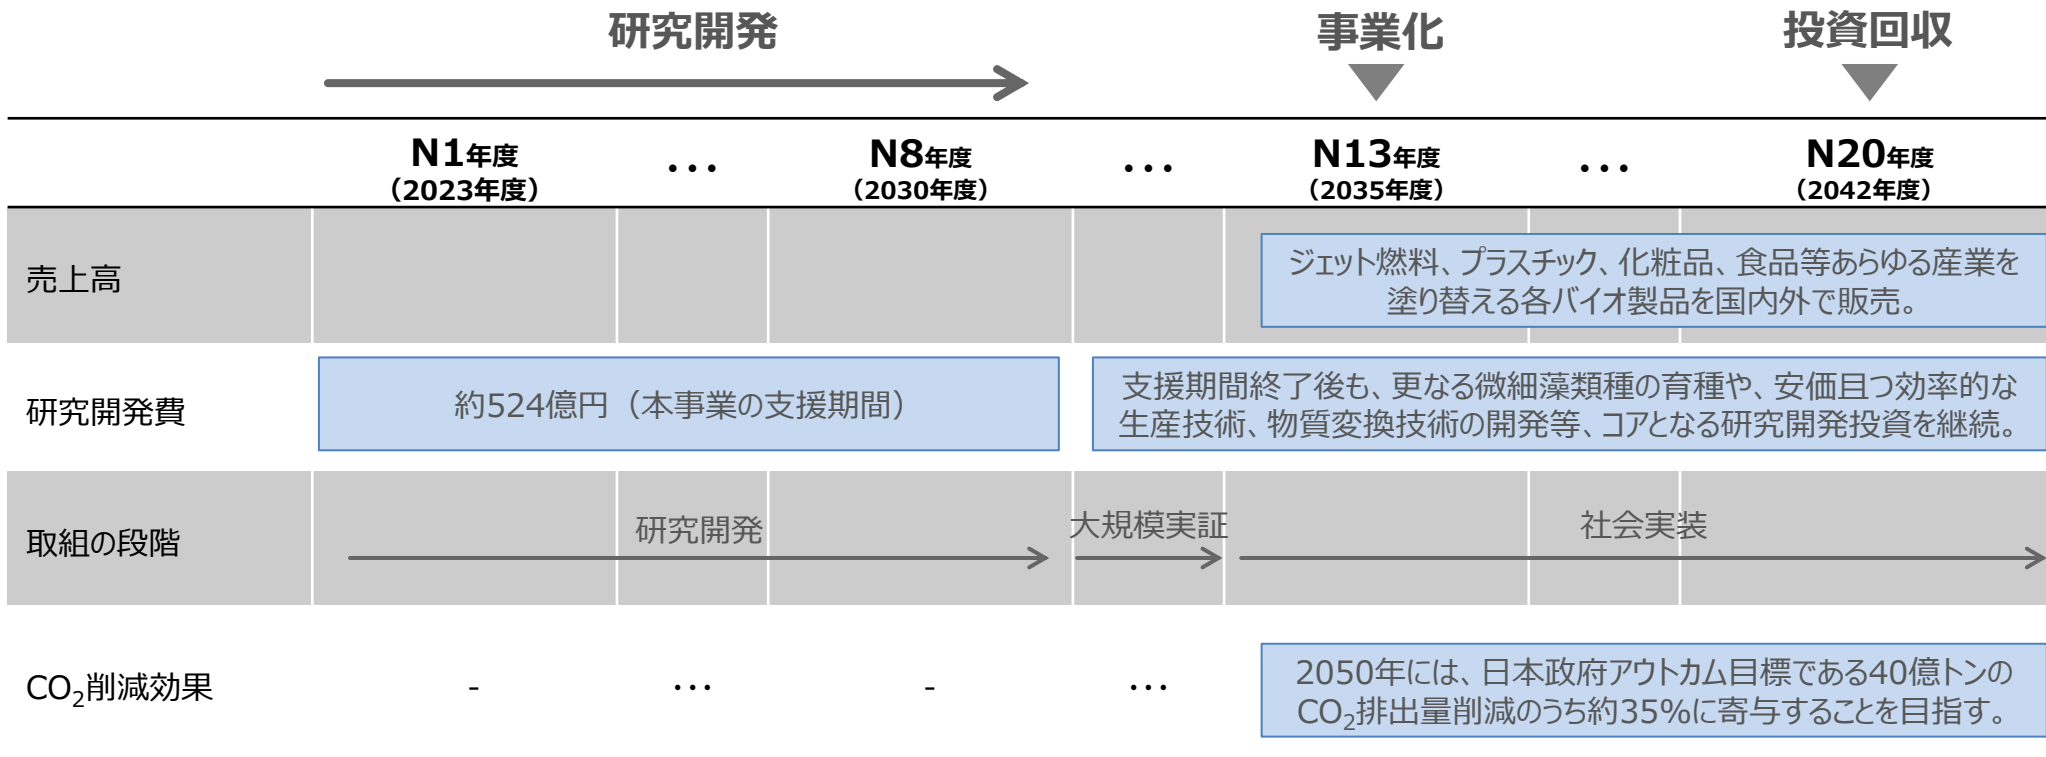 研究開発
事業化
投資回収
N1年度
（2023年度）
・・・
N8年度
（2030年度）
・・・
N13年度
（2035年度）
・・・
N20年度
（2042年度）
売上高
ジェット燃料、プラスチック、化粧品、食品等あらゆる産業を
塗り替える各バイオ製品を国内外で販売。
研究開発費
約524億円（本事業の支援期間）
支援期間終了後も、更なる微細藻類種の育種や、安価且つ効率的な
生産技術、物質変換技術の開発等、コアとなる研究開発投資を継続。
取組の段階
研究開発
大規模実証
社会実装
CO₂削減効果
-
・・・
-
・・・
2050年には、日本政府アウトカム目標である40億トンの
CO₂排出量削減のうち約35%に寄与することを目指す。